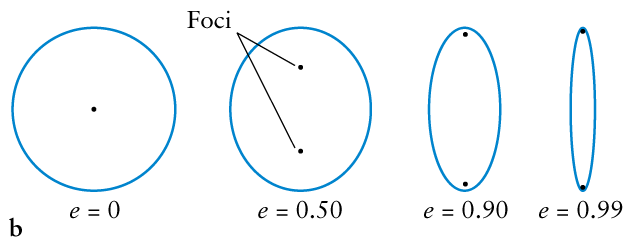 Foci
e = 0
e = 0.50
e = 0.90
e = 0.99
b